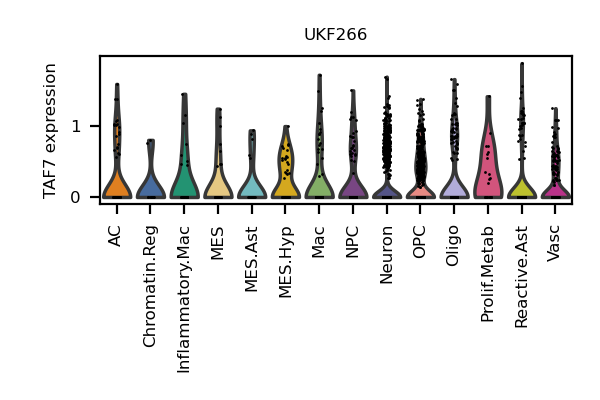 UKF266
TAF7 expression
1
0
AC
Chromatin.Reg
Inflammatory.Mac
MES
MES.Ast
MES.Hyp
Mac
NPC
Neuron
OPC
Oligo
Prolif.Metab
Reactive.Ast
Vasc